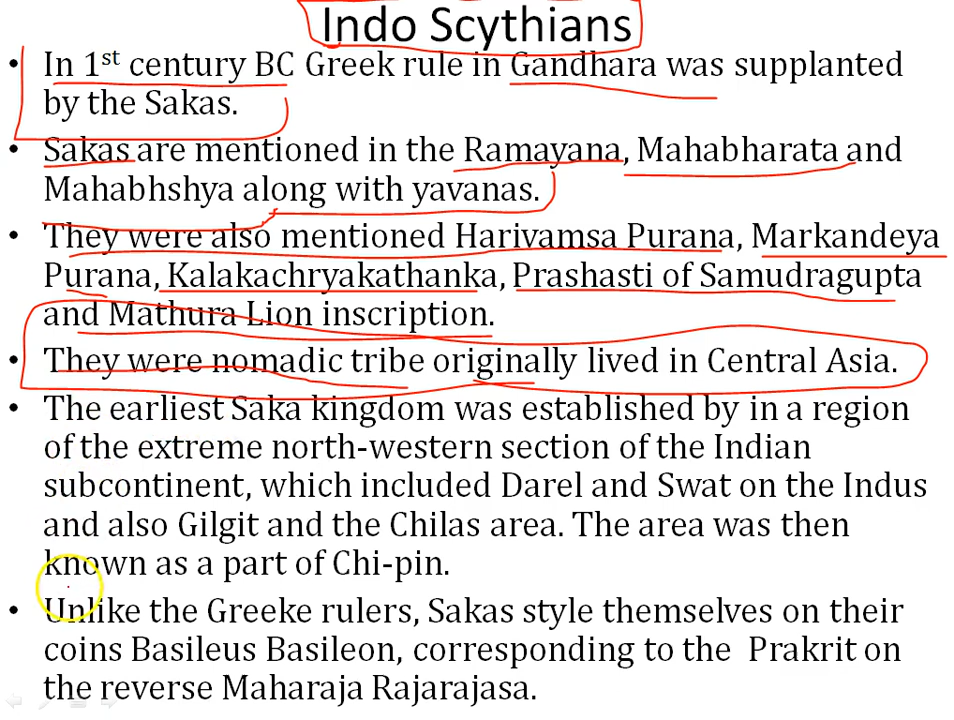 Indo Scythians
• In 1st century BC Greek rule in Gandhara was supplanted
by the Sakas.
• Sakas are mentioned in the Ramayana, Mahabharata and
Mahabhshya along with yavanas.
• They were also mentioned Harivamsa Purana, Markandeya
Purana, Kalakachryakathanka, Prashasti of Samudragupta
and Mathura Lion inscription.
• They were nomadic tribe originally lived in Central Asia.
• The earliest Saka kingdom was established by in a region
of the extreme north-western section of the Indian
subcontinent, which included Darel and Swat on the Indus
and also Gilgit and the Chilas area. The area was then
known as a part of Chi-pin.
• Unlike the Greeke rulers, Sakas style themselves on their
coins Basileus Basileon, corresponding to the Prakrit on
the reverse Maharaja Rajarajasa.